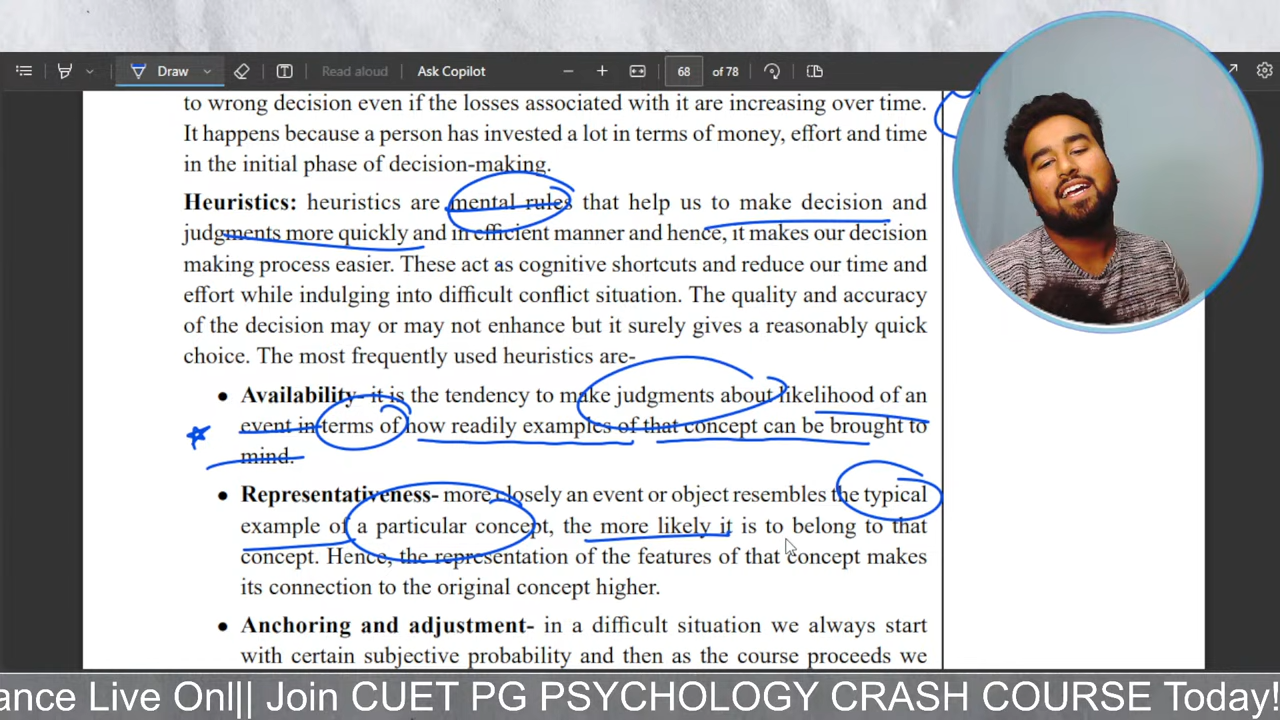 Draw
Read aloud
Ask Copilot
68 of 78
to wrong decision even if the losses associated with it are increasing over time.
It happens because a person has invested a lot in terms of money, effort and time
in the initial phase of decision-making.
Heuristics: heuristics are mental rules that help us to make decision and
judgments more quickly and in efficient manner and hence, it makes our decision
making process easier. These act as cognitive shortcuts and reduce our time and
effort while indulging into difficult conflict situation. The quality and accuracy
of the decision may or may not enhance but it surely gives a reasonably quick
choice. The most frequently used heuristics are-
• Availability- it is the tendency to make judgments about likelihood of an
event in terms of how readily examples of that concept can be brought to
mind.
• Representativeness- more closely an event or object resembles the typical
example of a particular concept, the more likely it is to belong to that
concept. Hence, the representation of the features of that concept makes
its connection to the original concept higher.
• Anchoring and adjustment- in a difficult situation we always start
with certain subjective probability and then as the course proceeds we
ance Live Onl|| Join CUET PG PSYCHOLOGY CRASH COURSE Today!